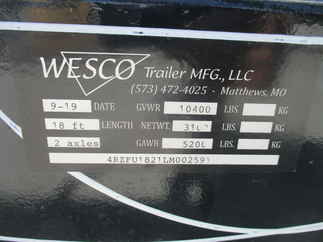 WESCO Trailer MFG., LLC
(573) 472-4025 - Matthews, MO
9-19 DATE GVWR 10400 LBS KG
18 ft LENGTH NETWT. LBS. KG
2 axles GAWR 5200 LBS. KG